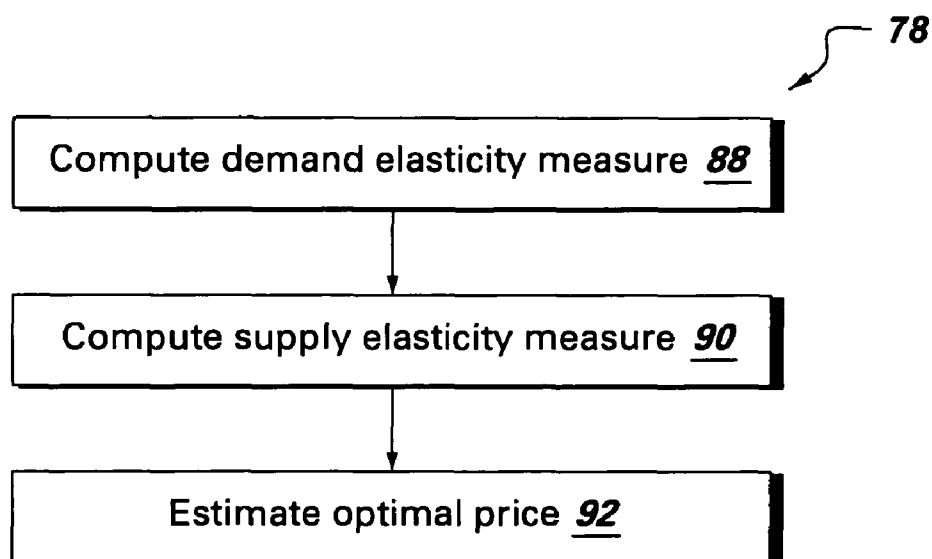 78
Compute demand elasticity measure 88
Compute supply elasticity measure 90
Estimate optimal price 92